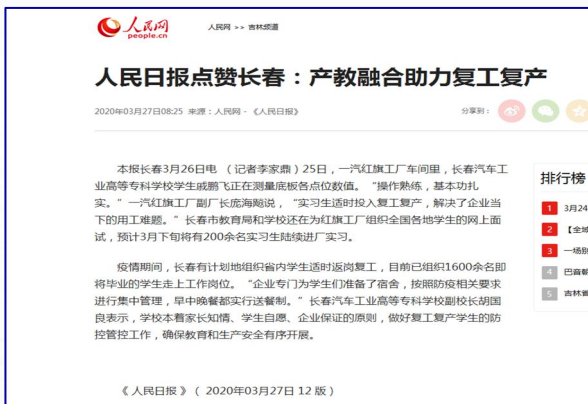 人民网
people.cn
人民网 >> 吉林频道
人民日报点赞长春：产教融合助力复工复产
2020年03月27日08:25 来源：人民网－《人民日报》
分享到：
本报长春3月26日电 （记者李家鼎）25日，一汽红旗工厂车间里，长春汽车工
业高等专科学校学生戚鹏飞正在测量底板各点位数值。“操作熟练，基本功扎
实。”一汽红旗工厂副厂长庞海飚说，“实习生适时投入复工复产，解决了企业当
下的用工难题。”长春市教育局和学校还在为红旗工厂组织全国各地学生的网上面
试，预计3月下旬将有200余名实习生陆续进厂实习。
疫情期间，长春有计划地组织省内学生适时返岗复工，目前已组织1600余名即
将毕业的学生走上工作岗位。“企业专门为学生们准备了宿舍，按照防疫相关要求
进行集中管理，早中晚餐都实行送餐制。”长春汽车工业高等专科学校副校长胡国
良表示，学校本着家长知情、学生自愿、企业保证的原则，做好复工复产学生的防
控管控工作，确保教育和生产安全有序开展。
《 人民日报 》（ 2020年03月27日 12 版）
排行榜
1 3月24
2 【全域
3 一场别
4 巴音朝
5 吉林省